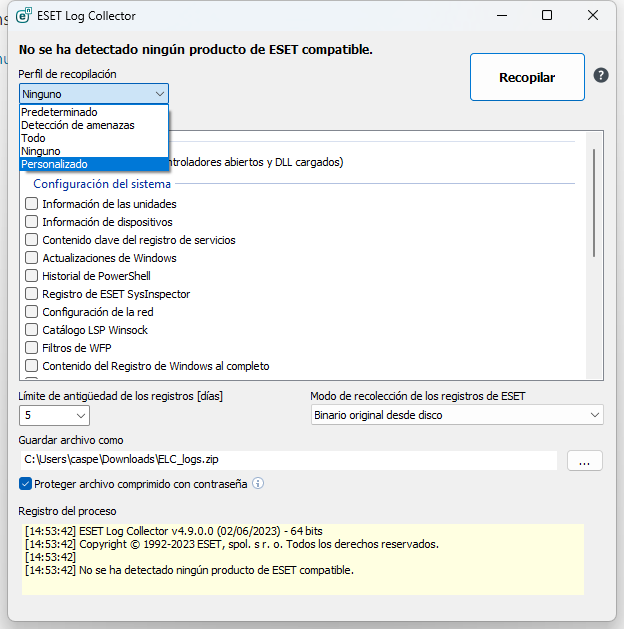 ESET Log Collector
No se ha detectado ningún producto de ESET compatible.
Perfil de recopilación
Ninguno
Recopilar
?
Predeterminado
Detección de amenazas
Todo
Ninguno
Personalizado
ntroladores abiertos y DLL cargados)
Configuración del sistema
Información de las unidades
Información de dispositivos
Contenido clave del registro de servicios
Actualizaciones de Windows
Historial de PowerShell
Registro de ESET SysInspector
Configuración de la red
Catálogo LSP Winsock
Filtros de WFP
Contenido del Registro de Windows al completo
Límite de antigüedad de los registros [días]
5
Modo de recolección de los registros de ESET
Binario original desde disco
Guardar archivo como
C:\Users\caspe\Downloads\ELC_logs.zip
...
Proteger archivo comprimido con contraseña
Registro del proceso
[14:53:42] ESET Log Collector v4.9.0.0 (02/06/2023) - 64 bits
[14:53:42] Copyright © 1992-2023 ESET, spol. s r. o. Todos los derechos reservados.
[14:53:42]
[14:53:42] No se ha detectado ningún producto de ESET compatible.